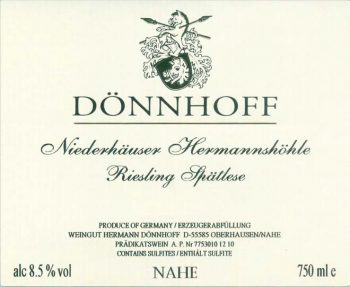 DÖNNHOFF
Niederhäuser Hermannshöhle
Riesling Spätlese
PRODUCE OF GERMANY / ERZEUGERABFÜLLUNG
WEINGUT HERMANN DÖNNHOFF D-55585 OBERHAUSEN/NAHE
PRÄDIKATSWEIN A. P. Nr 7753010 12 10
CONTAINS SULFITES / ENTHÄLT SULFITE
alc 8.5 % vol NAHE 750 ml e